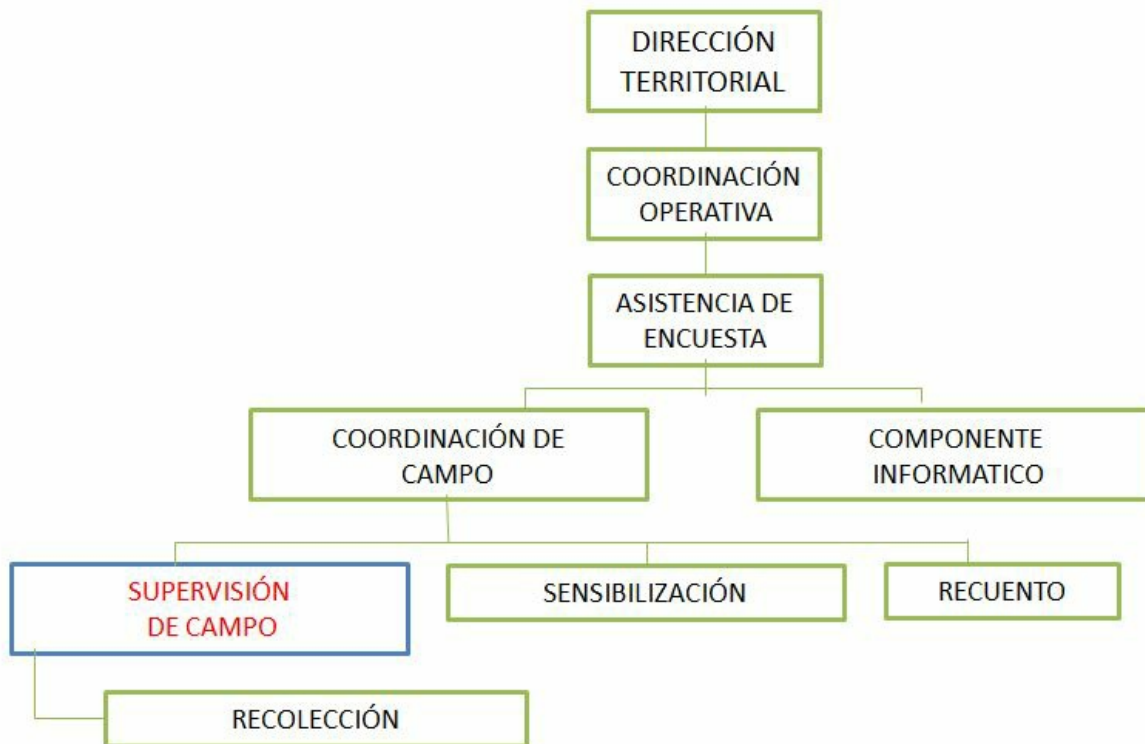 DIRECCIÓN
TERRITORIAL
COORDINACIÓN
OPERATIVA
ASISTENCIA DE
ENCUESTA
COORDINACIÓN DE
CAMPO
COMPONENTE
INFORMATICO
SUPERVISIÓN
DE CAMPO
SENSIBILIZACIÓN
RECUENTO
RECOLECCIÓN